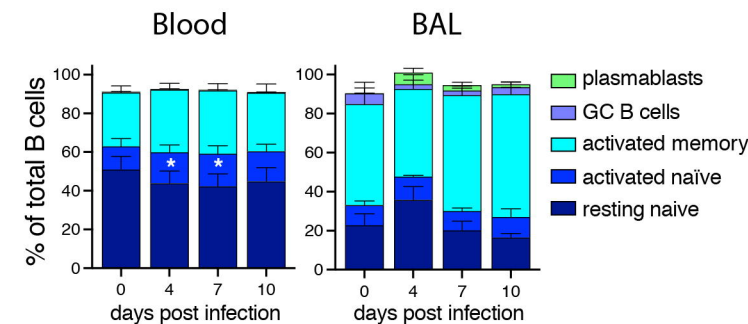 Blood
BAL
% of total B cells
100
80
60
40
20
0
* *
0 4 7 10
days post infection
100
80
60
40
20
0
0 4 7 10
days post infection
plasmablasts
GC B cells
activated memory
activated naïve
resting naive